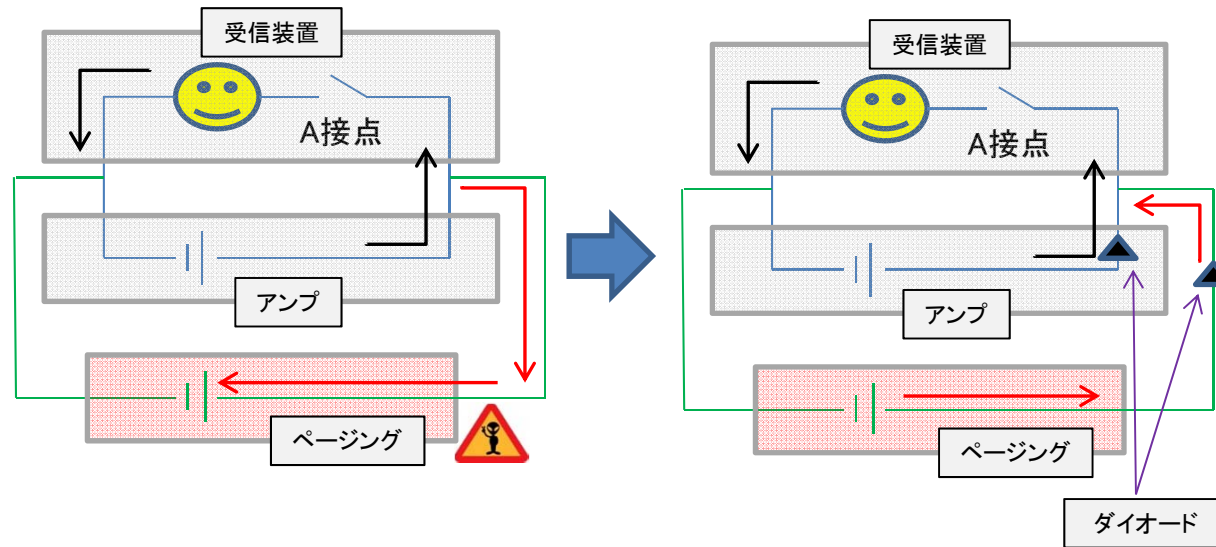 受信装置
A接点
アンプ
ページング
受信装置
A接点
アンプ
ページング
ダイオード